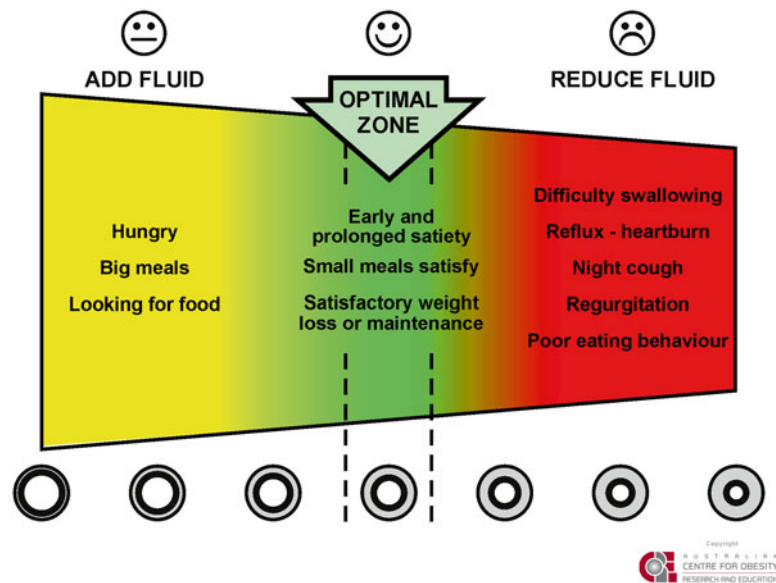 ADD FLUID
REDUCE FLUID
OPTIMAL
ZONE
Hungry
Big meals
Looking for food
Early and
prolonged satiety
Small meals satisfy
Satisfactory weight
loss or maintenance
Difficulty swallowing
Reflux - heartburn
Night cough
Regurgitation
Poor eating behaviour
Copyright
AUSTRALIAN
CENTRE FOR OBESITY
RESEARCH AND EDUCATION